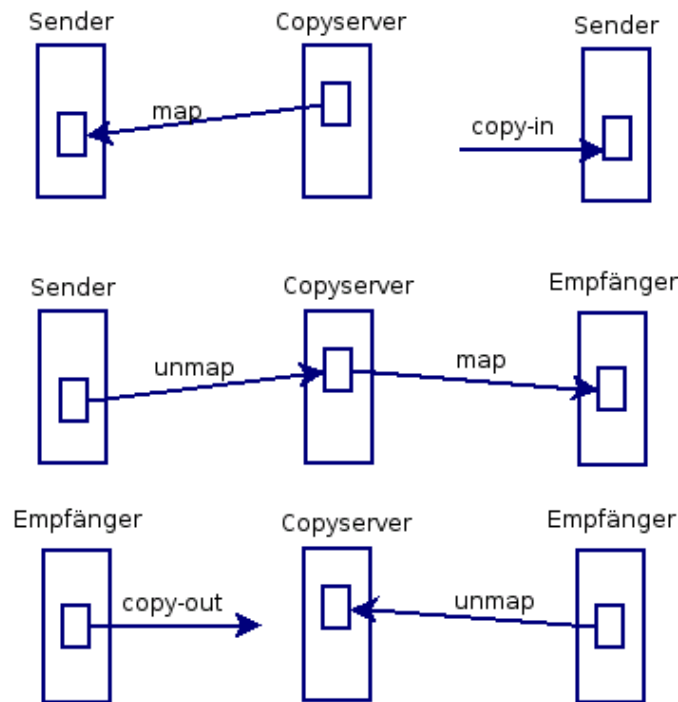 Sender
Copyserver
Sender
map
copy-in
Sender
Copyserver
Empfänger
unmap
map
Empfänger
Copyserver
Empfänger
copy-out
unmap